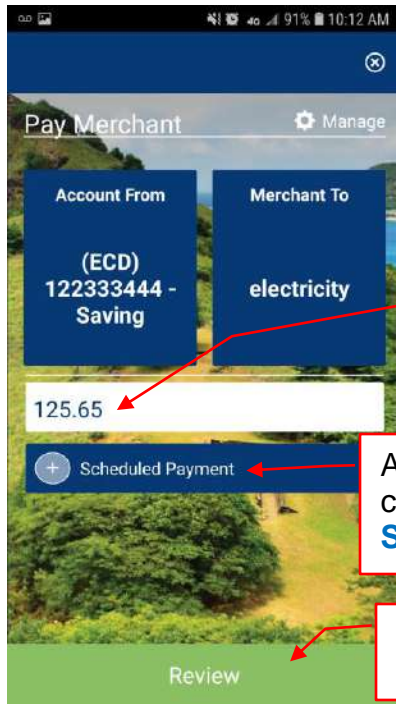 91% 10:12 AM
Pay Merchant Manage
Account From
(ECD)
122333444 -
Saving
Merchant To
electricity
125.65
+ Scheduled Payment
A
c
S
Review